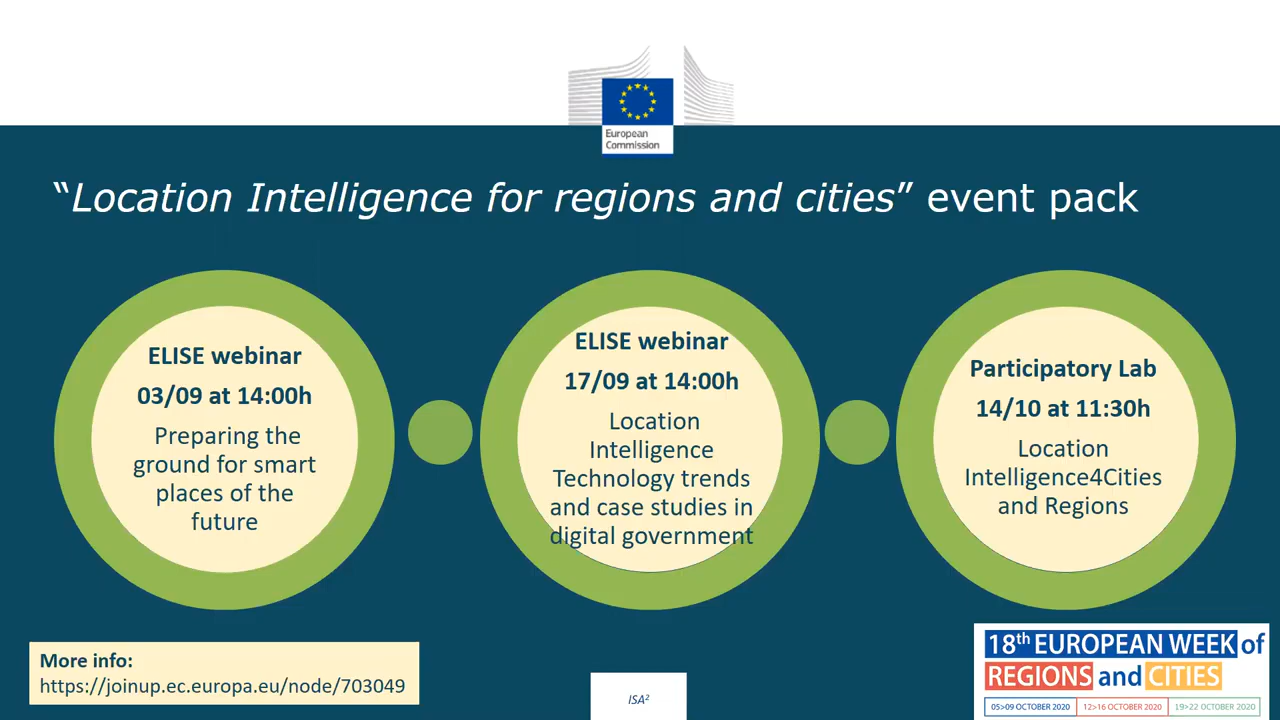 European
Commission
“Location Intelligence for regions and cities” event pack
ELISE webinar
03/09 at 14:00h
Preparing the
ground for smart
places of the
future
ELISE webinar
17/09 at 14:00h
Location
Intelligence
Technology trends
and case studies in
digital government
Participatory Lab
14/10 at 11:30h
Location
Intelligence4Cities
and Regions
More info:
https://joinup.ec.europa.eu/node/703049
ISA²
18th EUROPEAN WEEK of
REGIONS and CITIES
05>09 OCTOBER 2020 12>16 OCTOBER 2020 19>22 OCTOBER 2020